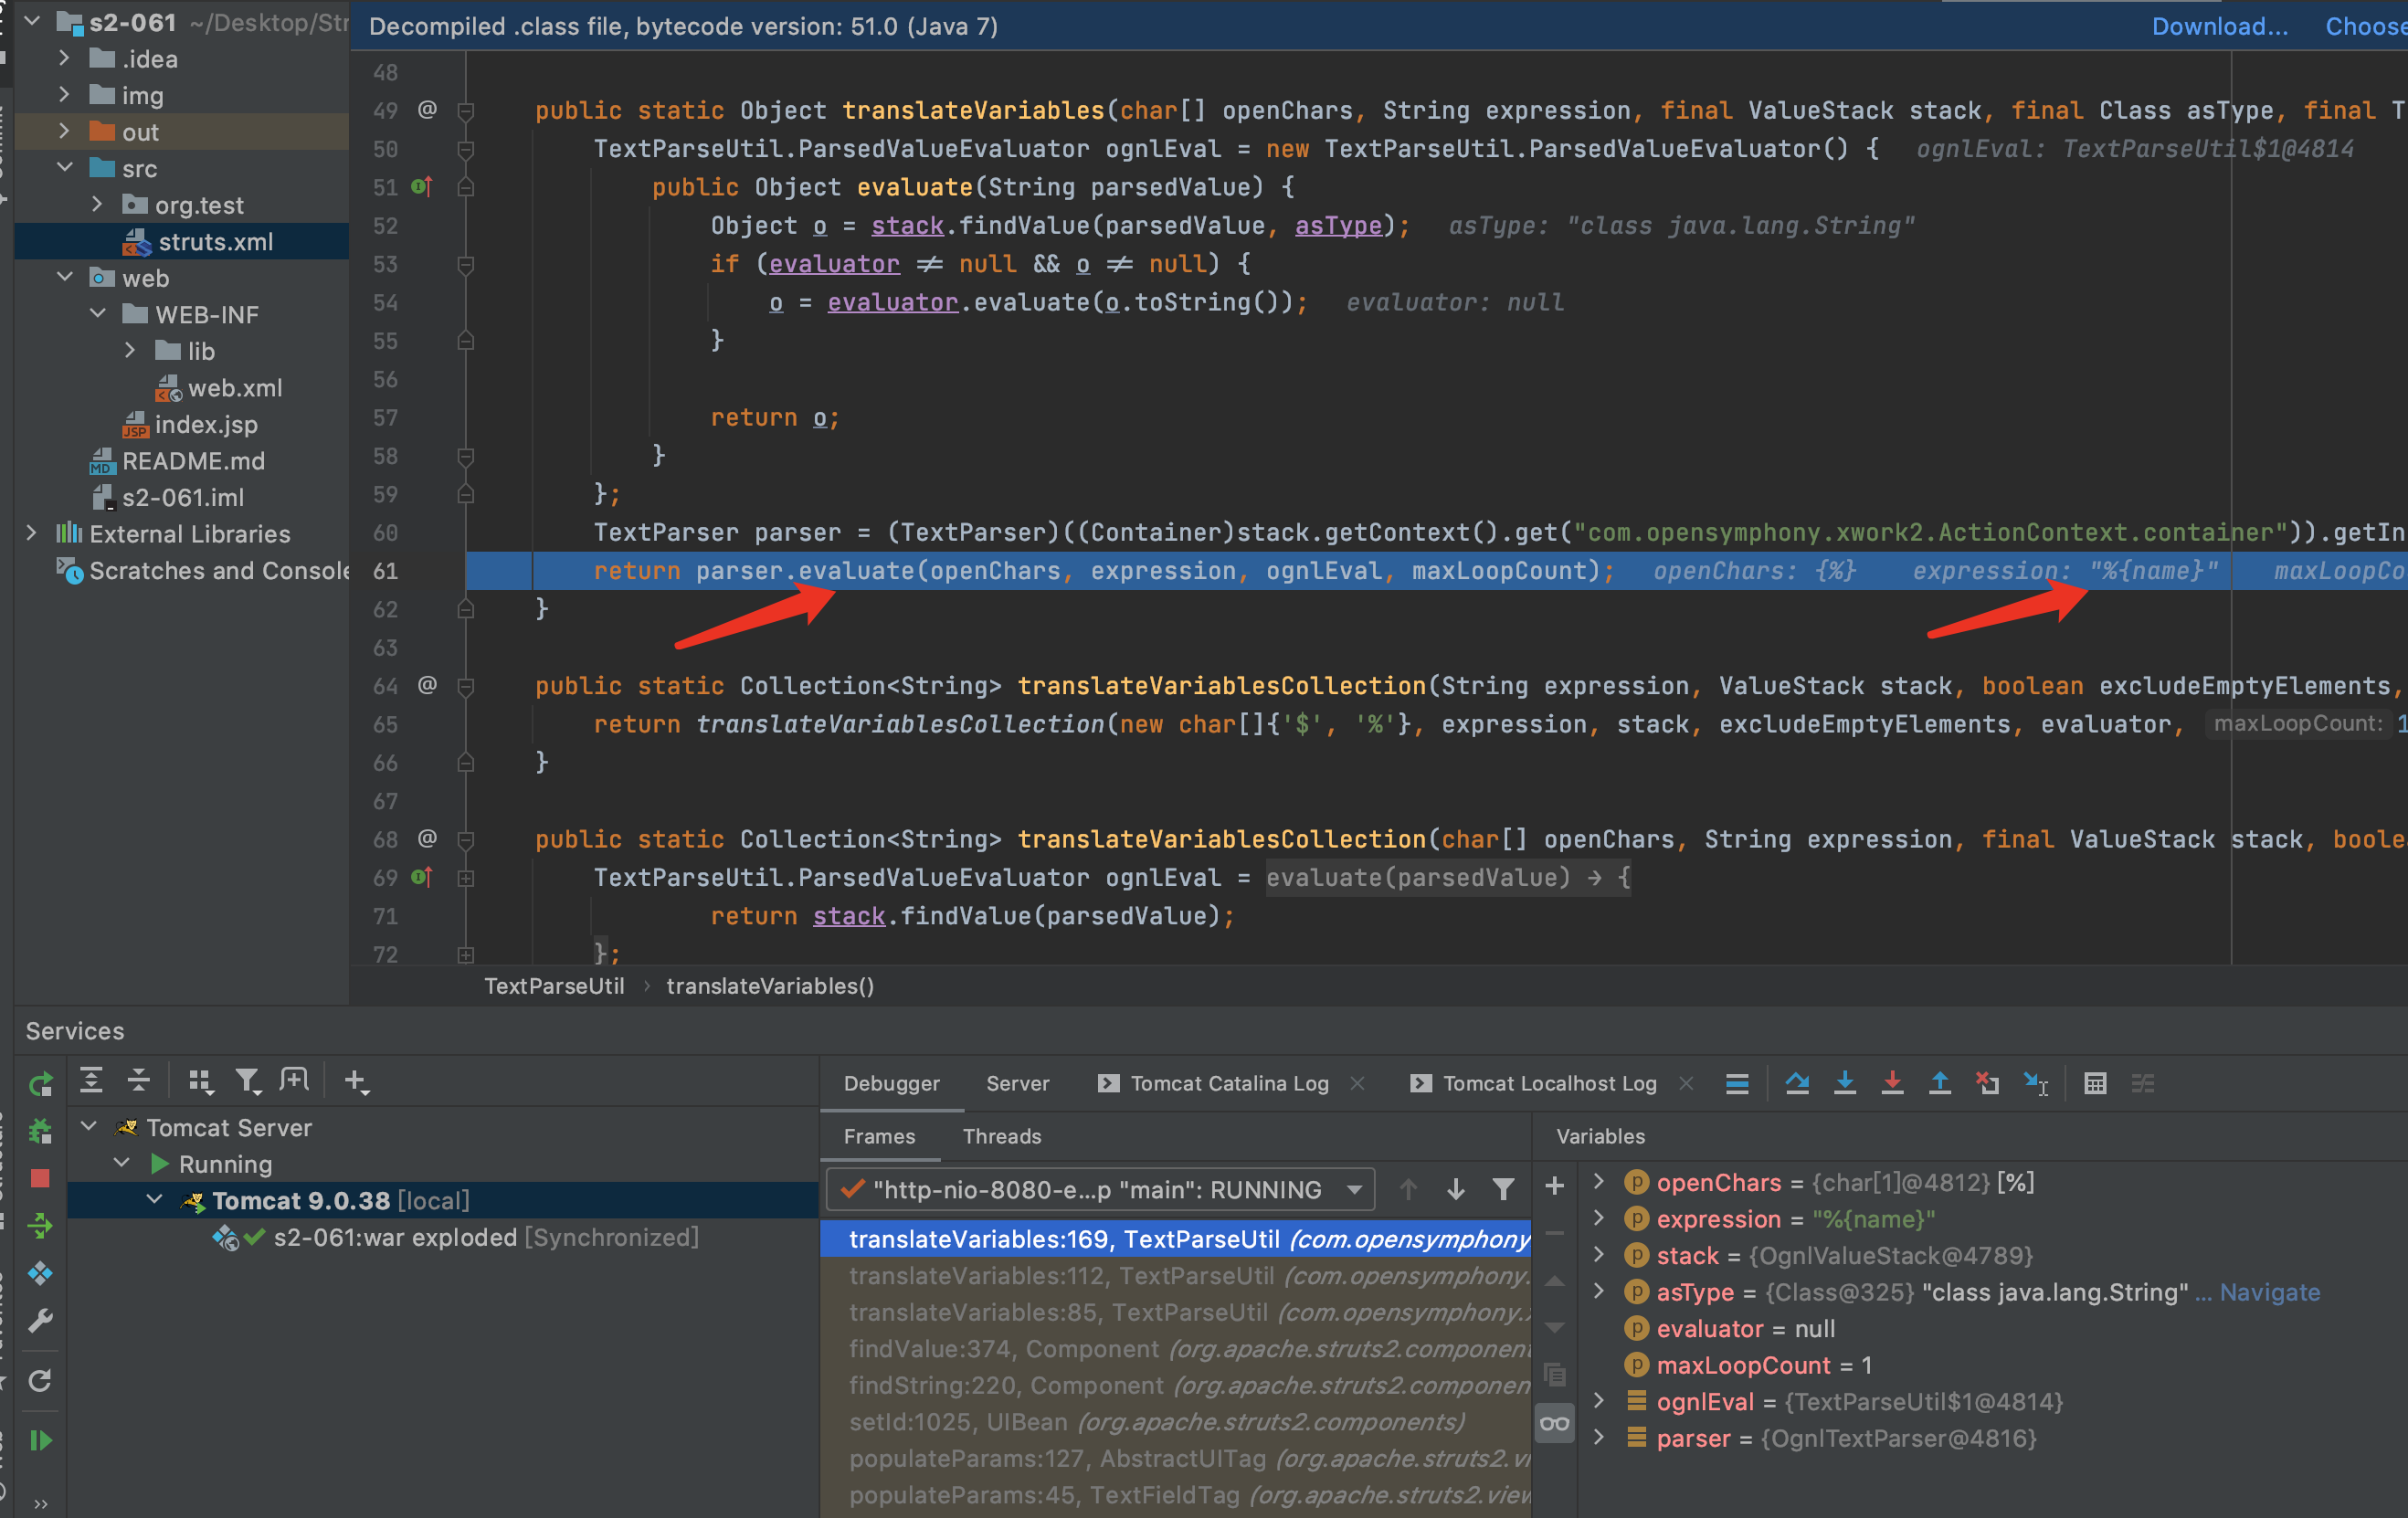 s2-061 ~/Desktop/Str
.idea
img
out
src
org.test
struts.xml
web
WEB-INF
lib
web.xml
index.jsp
README.md
s2-061.iml
External Libraries
Scratches and Console
Decompiled .class file, bytecode version: 51.0 (Java 7) Download... Choose
48
49 @ public static Object translateVariables(char[] openChars, String expression, final ValueStack stack, final Class asType, final T
50 TextParseUtil.ParsedValueEvaluator ognlEval = new TextParseUtil.ParsedValueEvaluator() { ognlEval: TextParseUtil$1@4814
51 public Object evaluate(String parsedValue) {
52 Object o = stack.findValue(parsedValue, asType); asType: "class java.lang.String"
53 if (evaluator ≠ null && o ≠ null) {
54 o = evaluator.evaluate(o.toString()); evaluator: null
55 }
56
57 return o;
58 }
59 };
60 TextParser parser = (TextParser)((Container)stack.getContext().get("com.opensymphony.xwork2.ActionContext.container")).getIn
61 return parser.evaluate(openChars, expression, ognlEval, maxLoopCount); openChars: {%} expression: "%{name}" maxLoopCo
62 }
63
64 @ public static Collection<String> translateVariablesCollection(String expression, ValueStack stack, boolean excludeEmptyElements,
65 return translateVariablesCollection(new char[]{'$', '%'}, expression, stack, excludeEmptyElements, evaluator, maxLoopCount: 1
66 }
67
68 @ public static Collection<String> translateVariablesCollection(char[] openChars, String expression, final ValueStack stack, boole
69 TextParseUtil.ParsedValueEvaluator ognlEval = evaluate(parsedValue) → {
71 return stack.findValue(parsedValue);
72 };
TextParseUtil › translateVariables()
Services
Tomcat Server
Running
Tomcat 9.0.38 [local]
s2-061:war exploded [Synchronized]
Debugger Server Tomcat Catalina Log × Tomcat Localhost Log ×
Frames Threads
"http-nio-8080-e...p "main": RUNNING
translateVariables:169, TextParseUtil (com.opensymphony
translateVariables:112, TextParseUtil (com.opensymphony.
translateVariables:85, TextParseUtil (com.opensymphony.
findValue:374, Component (org.apache.struts2.component
findString:220, Component (org.apache.struts2.componen
setId:1025, UIBean (org.apache.struts2.components)
populateParams:127, AbstractUITag (org.apache.struts2.vi
populateParams:45, TextFieldTag (org.apache.struts2.view
Variables
openChars = {char[1]@4812} [%]
expression = "%{name}"
stack = {OgnlValueStack@4789}
asType = {Class@325} "class java.lang.String" ... Navigate
evaluator = null
maxLoopCount = 1
ognlEval = {TextParseUtil$1@4814}
parser = {OgnlTextParser@4816}